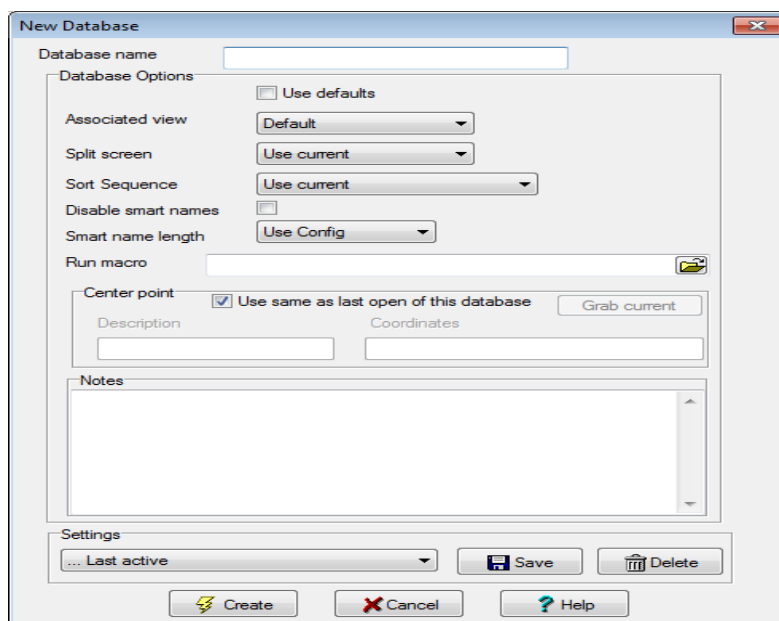 New Database
Database name
Database Options
Use defaults
Associated view Default
Split screen Use current
Sort Sequence Use current
Disable smart names
Smart name length Use Config
Run macro
Center point Use same as last open of this database Grab current
Description Coordinates
Notes
Settings
... Last active Save Delete
Create Cancel Help